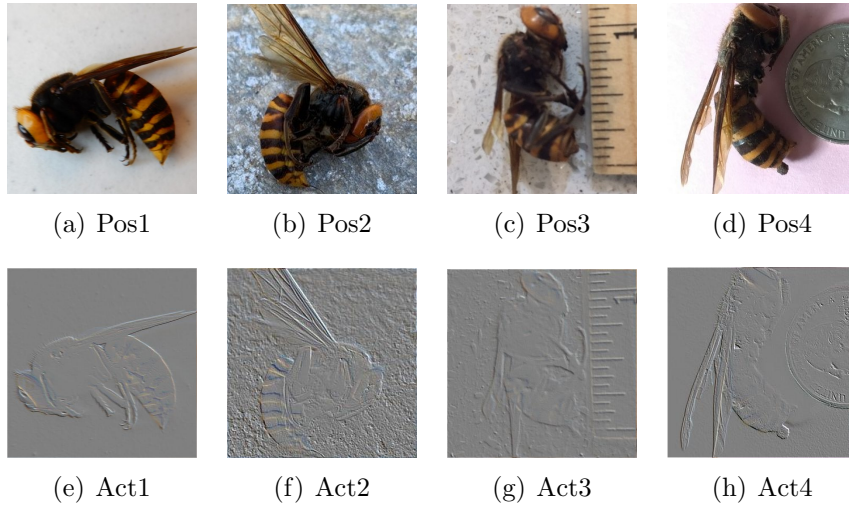 (a) Pos1
(b) Pos2
(c) Pos3
(d) Pos4
(e) Act1
(f) Act2
(g) Act3
(h) Act4